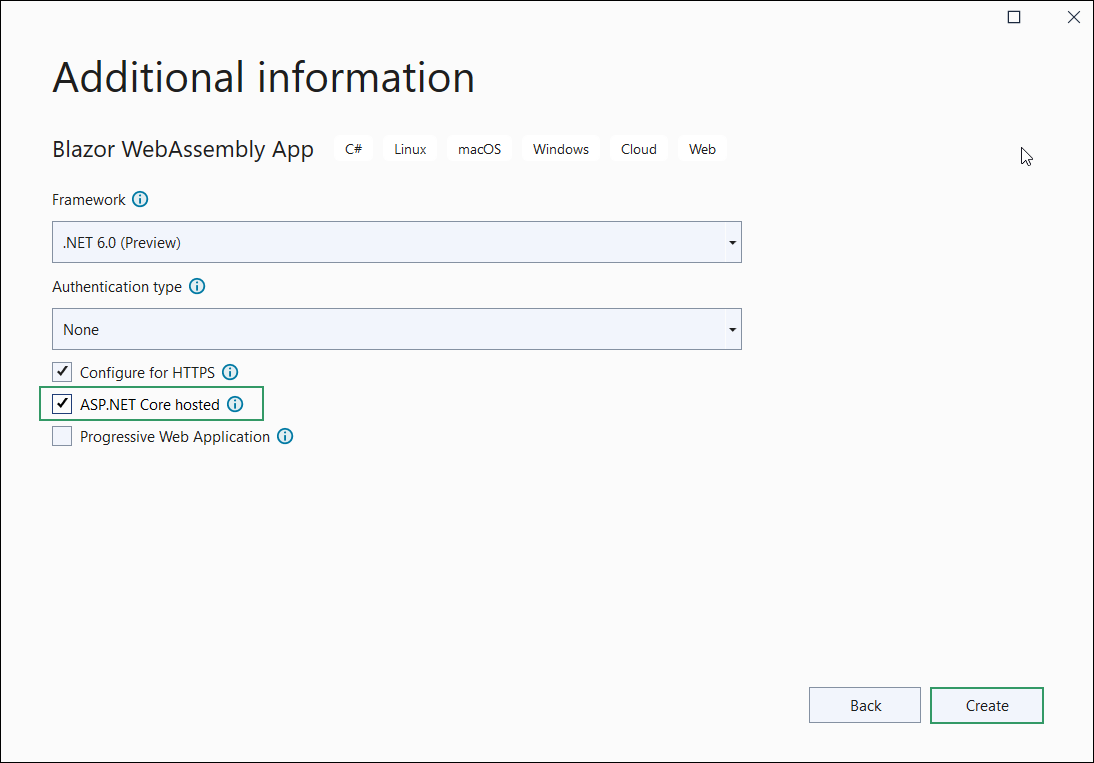 Additional information
Blazor WebAssembly App C# Linux macOS Windows Cloud Web
Framework
.NET 6.0 (Preview)
Authentication type
None
Configure for HTTPS
ASP.NET Core hosted
Progressive Web Application
Back Create